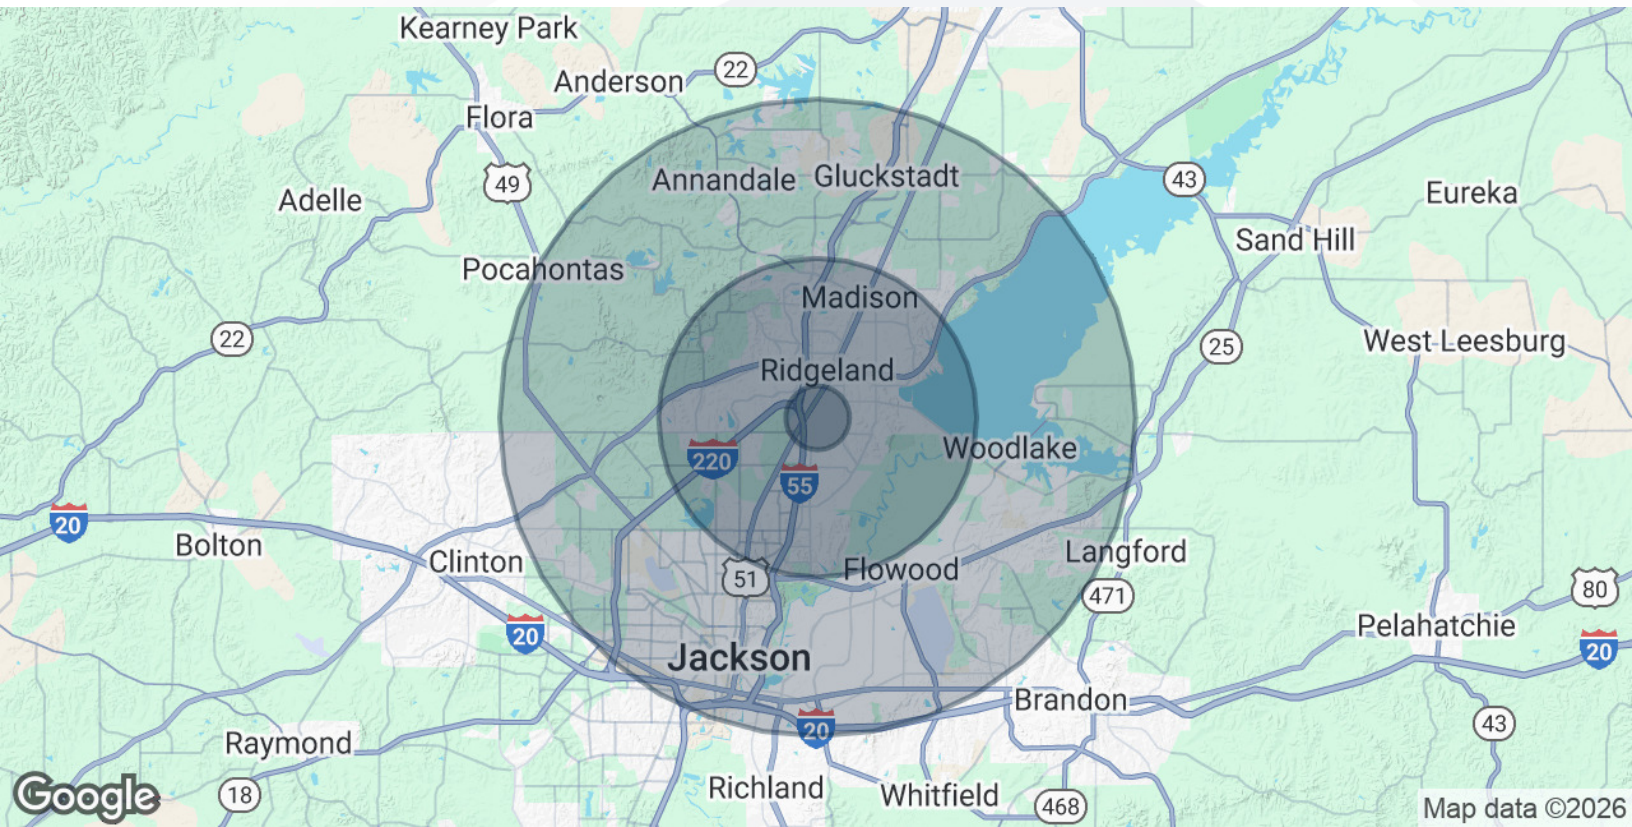 Kearney Park
Anderson
22
Flora
49
Annandale
Gluckstadt
43
Adelle
Eureka
Sand Hill
Pocahontas
Madison
22
25
West Leesburg
Ridgeland
Woodlake
220
55
20
Bolton
Clinton
51
Flowood
Langford
471
80
20
Pelahatchie
20
Jackson
Brandon
20
43
Raymond
Richland
Whitfield
18
468
Google
Map data ©2026